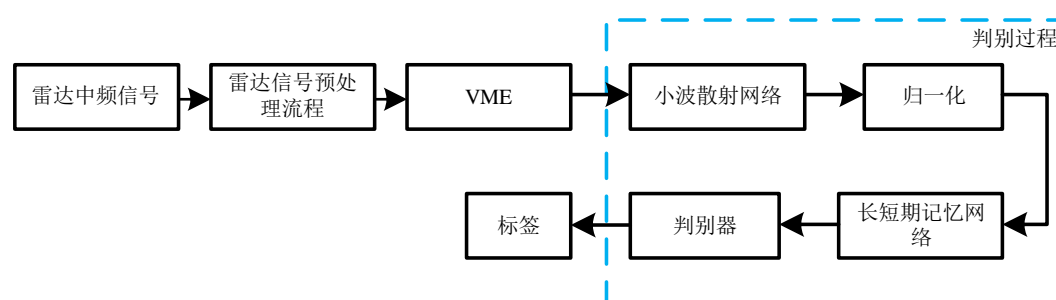 判别过程
雷达中频信号
雷达信号预处
理流程
VME
小波散射网络
归一化
长短期记忆网
络
判别器
标签